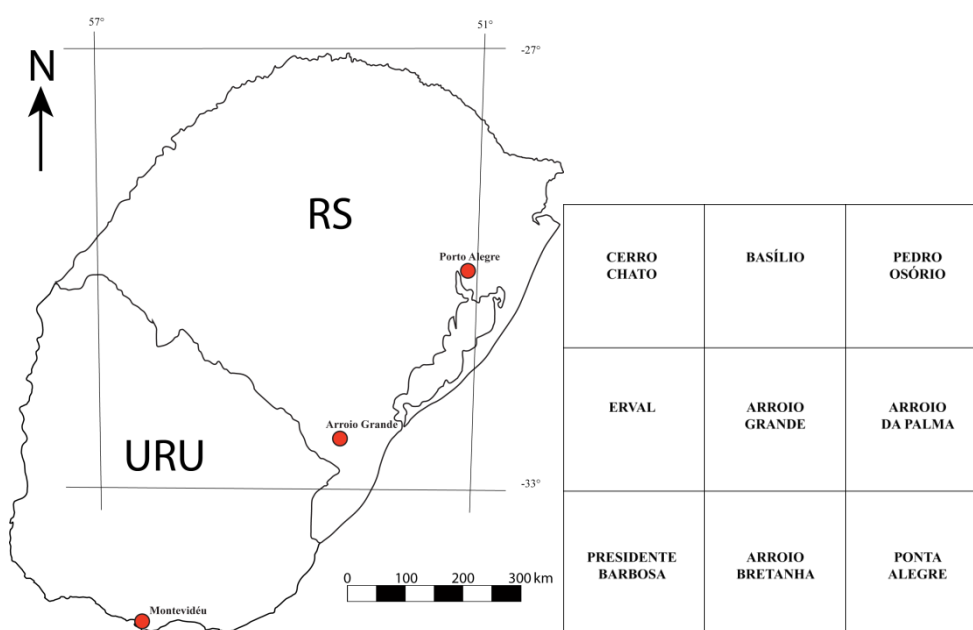 57°
51°
-27°
N
RS
Porto Alegre
Arroio Grande
URU
-33°
0 100 200 300 km
Montevidéu
CERRO
CHATO
BASÍLIO
PEDRO
OSÓRIO
ERVAL
ARROIO
GRANDE
ARROIO
DA PALMA
PRESIDENTE
BARBOSA
ARROIO
BRETANHA
PONTA
ALEGRE